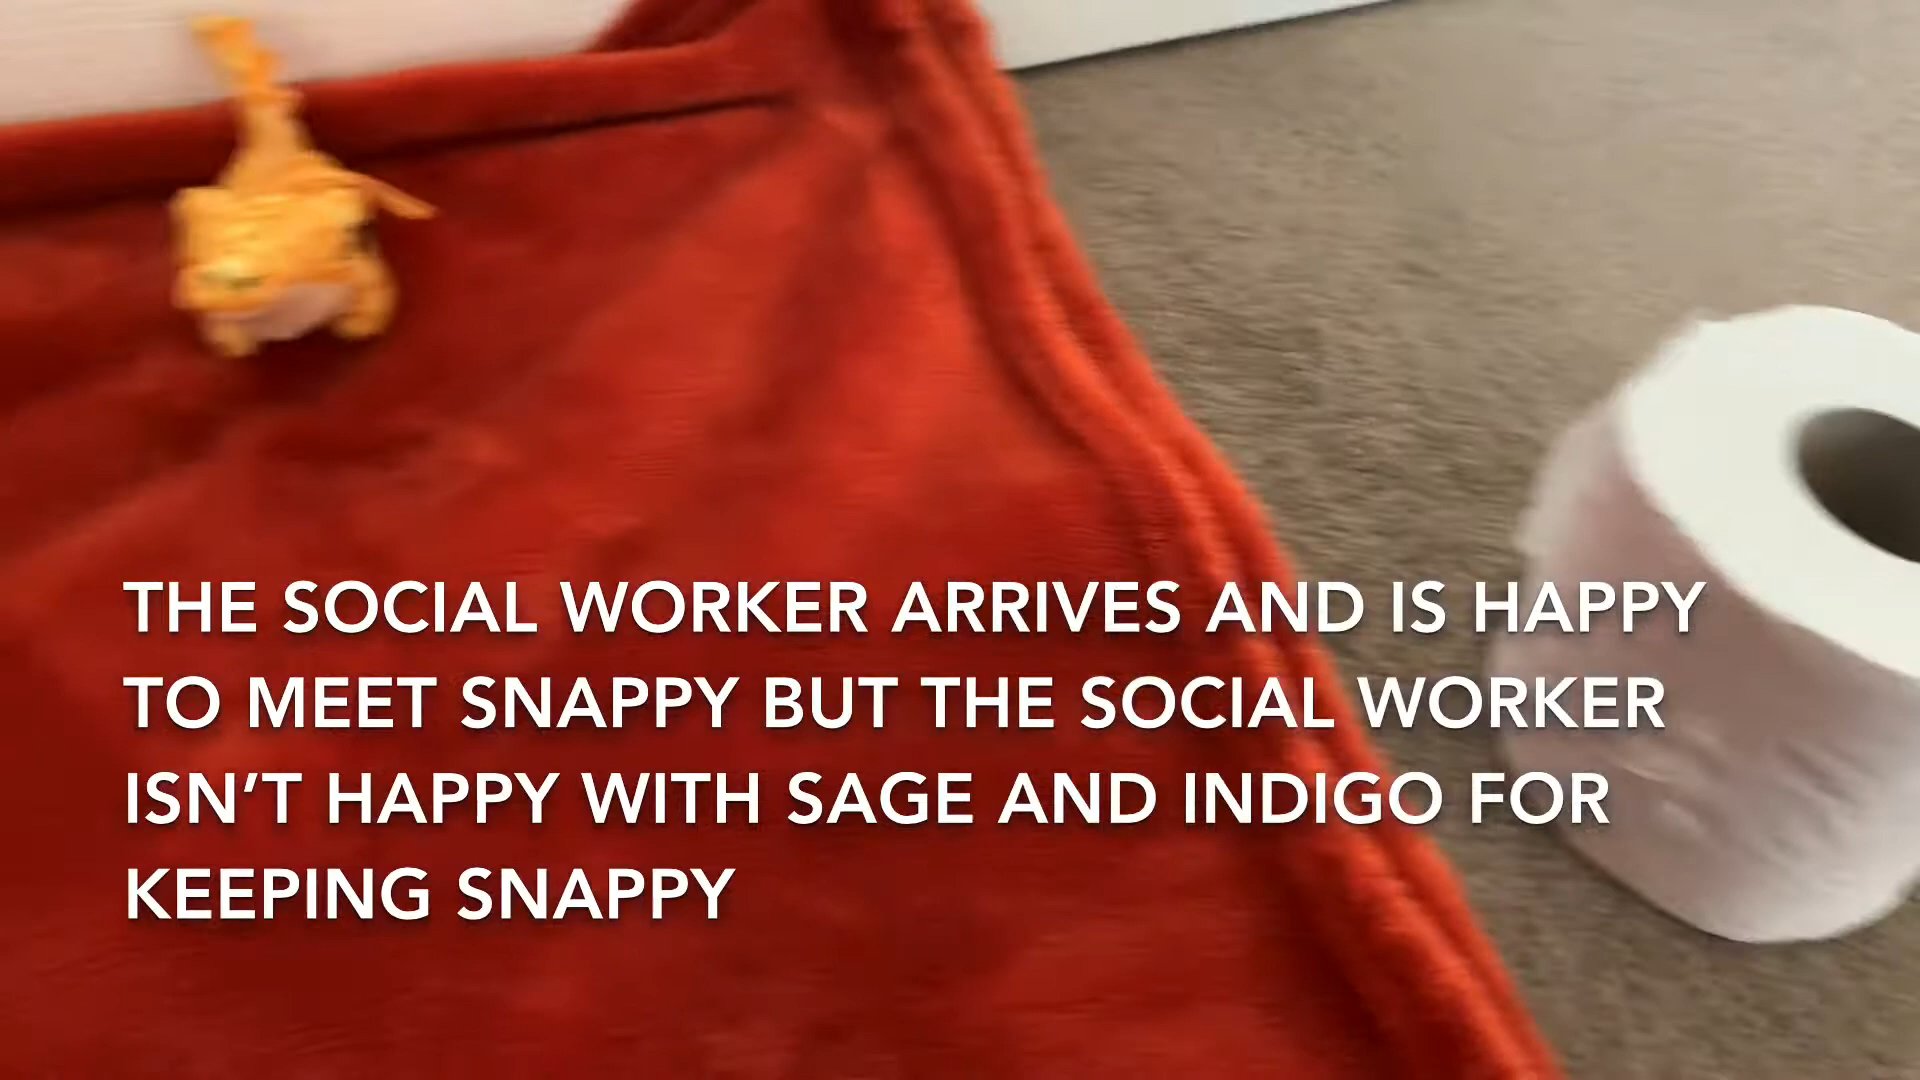 THE SOCIAL WORKER ARRIVES AND IS HAPPY
TO MEET SNAPPY BUT THE SOCIAL WORKER
ISN’T HAPPY WITH SAGE AND INDIGO FOR
KEEPING SNAPPY